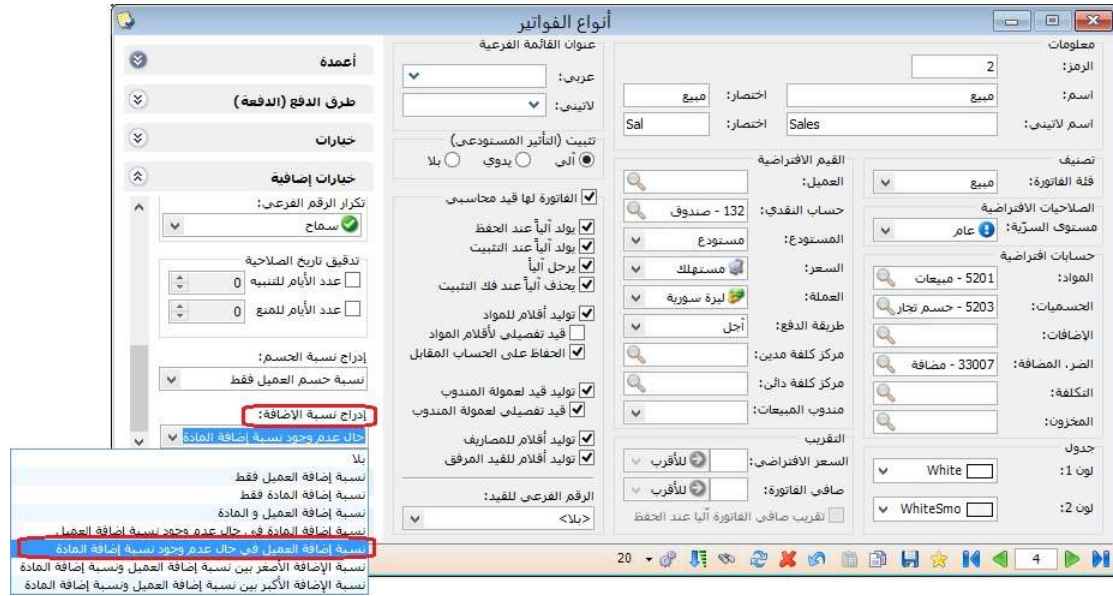 أنواع الفواتير
معلومات
الرمز: 2
اسم: مبيع
اختصار: مبيع
اسم لاتيني: Sales
اختصار: Sal
تصنيف
فئة الفاتورة: مبيع
الصلاحيات الافتراضية
مستوى السرّية: عام
حسابات افتراضية
المواد: 5201 - مبيعات
الحسميات: 5203 - حسم تجار
الإضافات:
الضر. المضافة: 33007 - مضافة
التكلفة:
المخزون:
جدول
لون 1: White
لون 2: WhiteSmo
القيم الافتراضية
العميل:
حساب النقدي: 132 - صندوق
المستودع: مستودع
السعر: مستهلك
العملة: ليرة سورية
طريقة الدفع: آجل
مركز كلفة مدين:
مركز كلفة دائن:
مندوب المبيعات:
التقريب
السعر الافتراضي: للأقرب
صافي الفاتورة: للأقرب
تقريب صافي الفاتورة آليا عند الحفظ
عنوان القائمة الفرعية
عربي:
لاتيني:
تثبيت (التأثير المستودعي)
آلي يدوي بلا
الفاتورة لها قيد محاسبي
يولد آلياً عند الحفظ
يولد آلياً عند التثبيت
يرحل آلياً
يحذف آلياً عند فك التثبيت
توليد أقلام للمواد
قيد تفصيلي لأقلام المواد
الحفاظ على الحساب المقابل
توليد قيد لعمولة المندوب
قيد تفصيلي لعمولة المندوب
توليد أقلام للمصاريف
توليد أقلام للقيد المرفق
الرقم الفرعي للقيد:
<بلا>
أعمدة
طرق الدفع (الدفعة)
خيارات
خيارات إضافية
تكرار الرقم الفرعي:
سماح
تدقيق تاريخ الصلاحية
عدد الأيام للتنبيه 0
عدد الأيام للمنع 0
إدراج نسبة الحسم:
نسبة حسم العميل فقط
إدراج نسبة الإضافة:
حال عدم وجود نسبة إضافة المادة
بلا
نسبة إضافة العميل فقط
نسبة إضافة المادة فقط
نسبة إضافة العميل و المادة
نسبة إضافة المادة في حال عدم وجود نسبة إضافة العميل
نسبة إضافة العميل في حال عدم وجود نسبة إضافة المادة
نسبة الإضافة الأصغر بين نسبة إضافة العميل ونسبة إضافة المادة
نسبة الإضافة الأكبر بين نسبة إضافة العميل ونسبة إضافة المادة
4
20